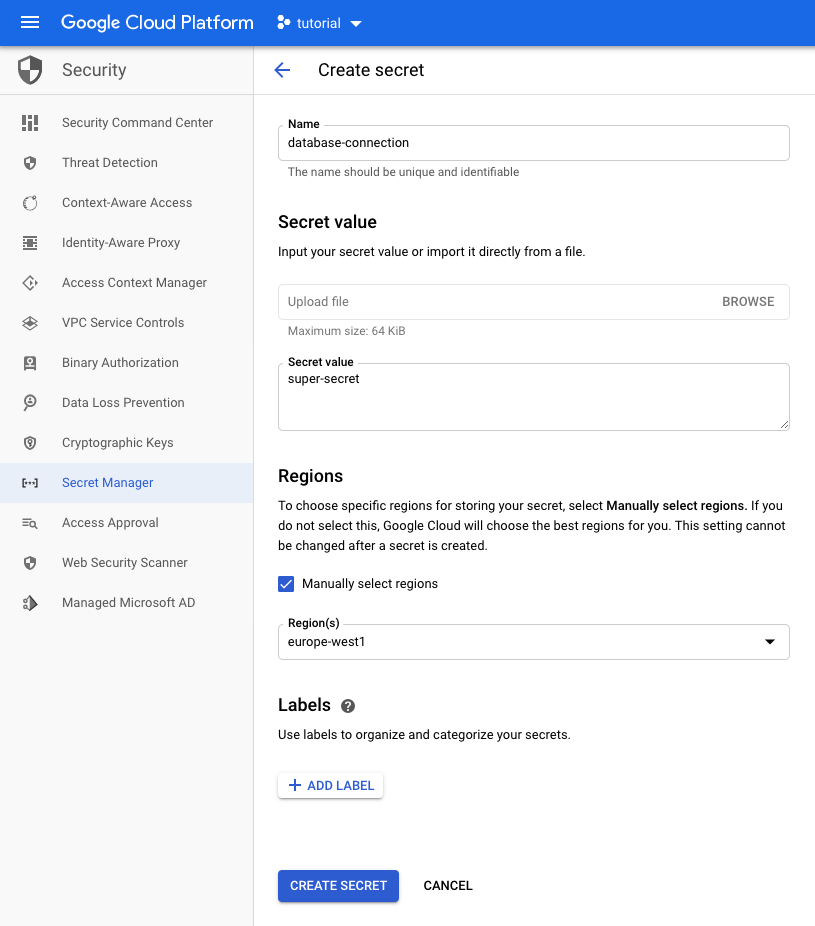 Google Cloud Platform
tutorial
Security
Create secret
Security Command Center
Threat Detection
Context-Aware Access
Identity-Aware Proxy
Access Context Manager
VPC Service Controls
Binary Authorization
Data Loss Prevention
Cryptographic Keys
Secret Manager
Access Approval
Web Security Scanner
Managed Microsoft AD
Name
database-connection
The name should be unique and identifiable
Secret value
Input your secret value or import it directly from a file.
Upload file BROWSE
Maximum size: 64 KiB
Secret value
super-secret
Regions
To choose specific regions for storing your secret, select Manually select regions. If you
do not select this, Google Cloud will choose the best regions for you. This setting cannot
be changed after a secret is created.
Manually select regions
Region(s)
europe-west1
Labels ?
Use labels to organize and categorize your secrets.
+ ADD LABEL
CREATE SECRET
CANCEL